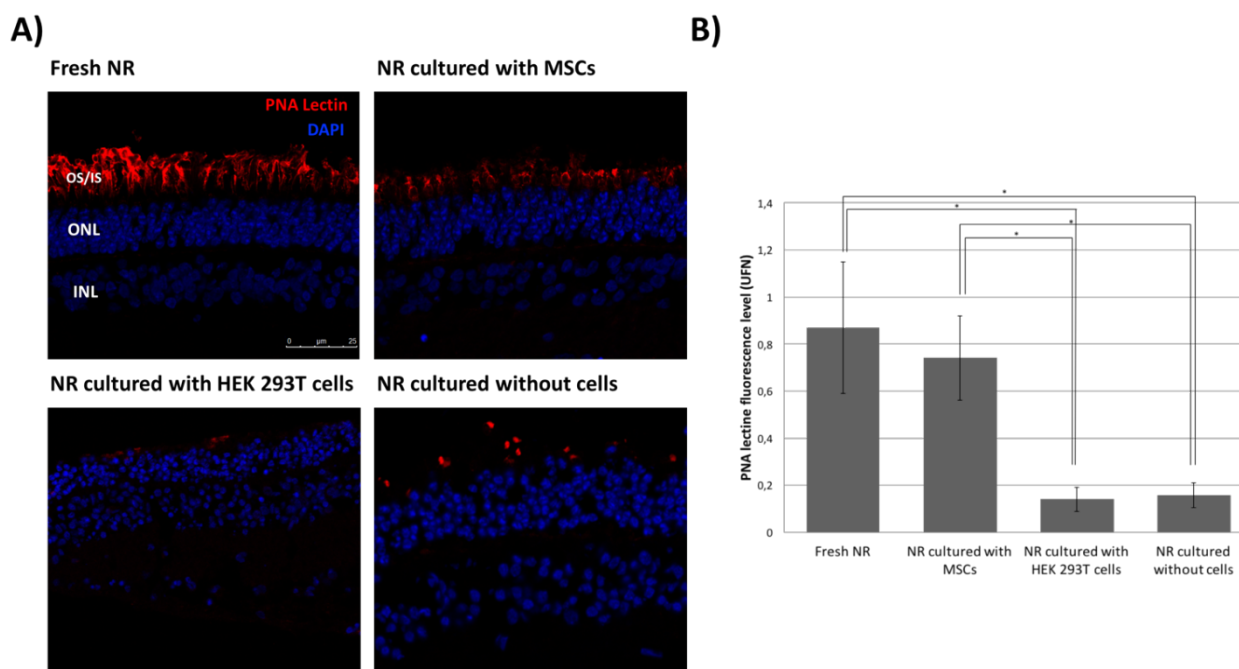 A)
Fresh NR
NR cultured with MSCs
PNA Lectin
DAPI
OS/IS
ONL
INL
0 µm 25
NR cultured with HEK 293T cells
NR cultured without cells
B)
PNA lectine fluorescence level (UFN)
1,4
1,2
1
0,8
0,6
0,4
0,2
0
*
*
*
*
Fresh NR
NR cultured with
MSCs
NR cultured with
HEK 293T cells
NR cultured
without cells